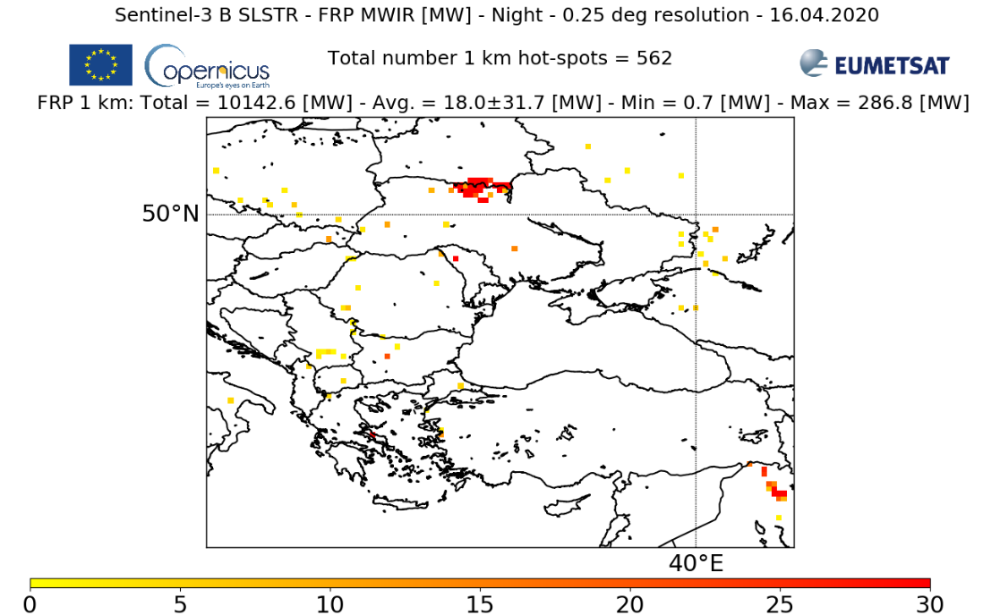 Sentinel-3 B SLSTR - FRP MWIR [MW] - Night - 0.25 deg resolution - 16.04.2020
opernicus
Europe's eyes on Earth
Total number 1 km hot-spots = 562
EUMETSAT
FRP 1 km: Total = 10142.6 [MW] - Avg. = 18.0±31.7 [MW] - Min = 0.7 [MW] - Max = 286.8 [MW]
50°N
40°E
0 5 10 15 20 25 30